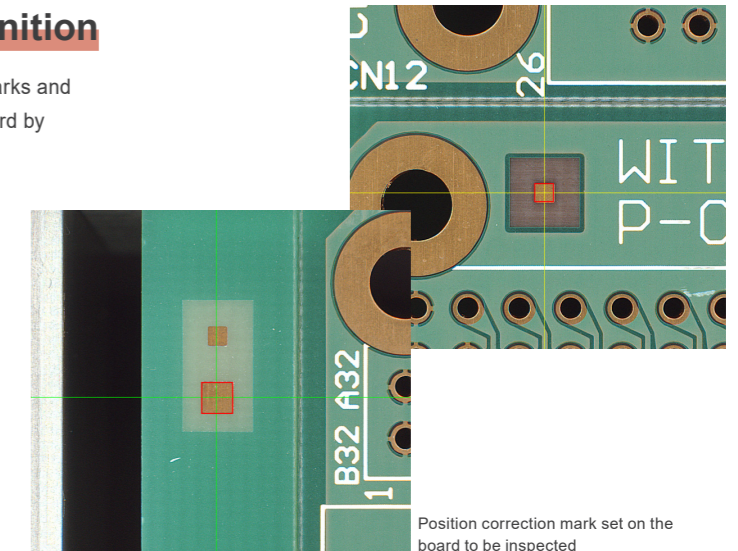 nition
arks and
rd by
CN12
26
WIT
P-
B32 A32
1
Position correction mark set on the
board to be inspected